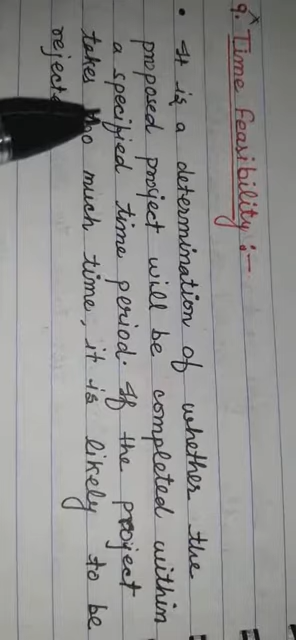 9. Time feasibility :-
• It is a determination of whether the
proposed project will be completed within
a specified time period. If the project
takes too much time, it is likely to be